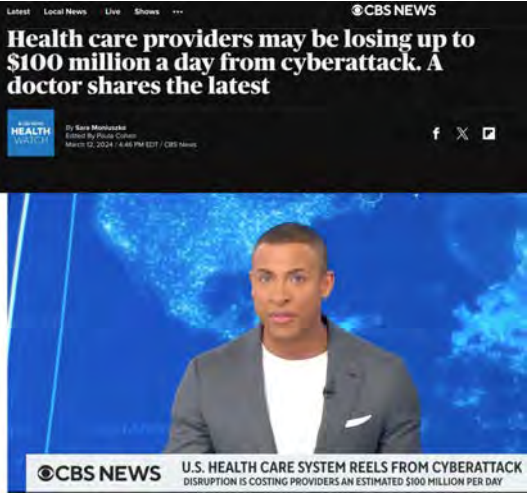 Latest Local News Live Shows •••
CBS NEWS
Health care providers may be losing up to
$100 million a day from cyberattack. A
doctor shares the latest
CBS NEWS
HEALTH
WATCH
By Sara Moniuszko
Edited By Paula Cohen
March 12, 2024 / 4:46 PM EDT / CBS News
CBS NEWS
U.S. HEALTH CARE SYSTEM REELS FROM CYBERATTACK
DISRUPTION IS COSTING PROVIDERS AN ESTIMATED $100 MILLION PER DAY